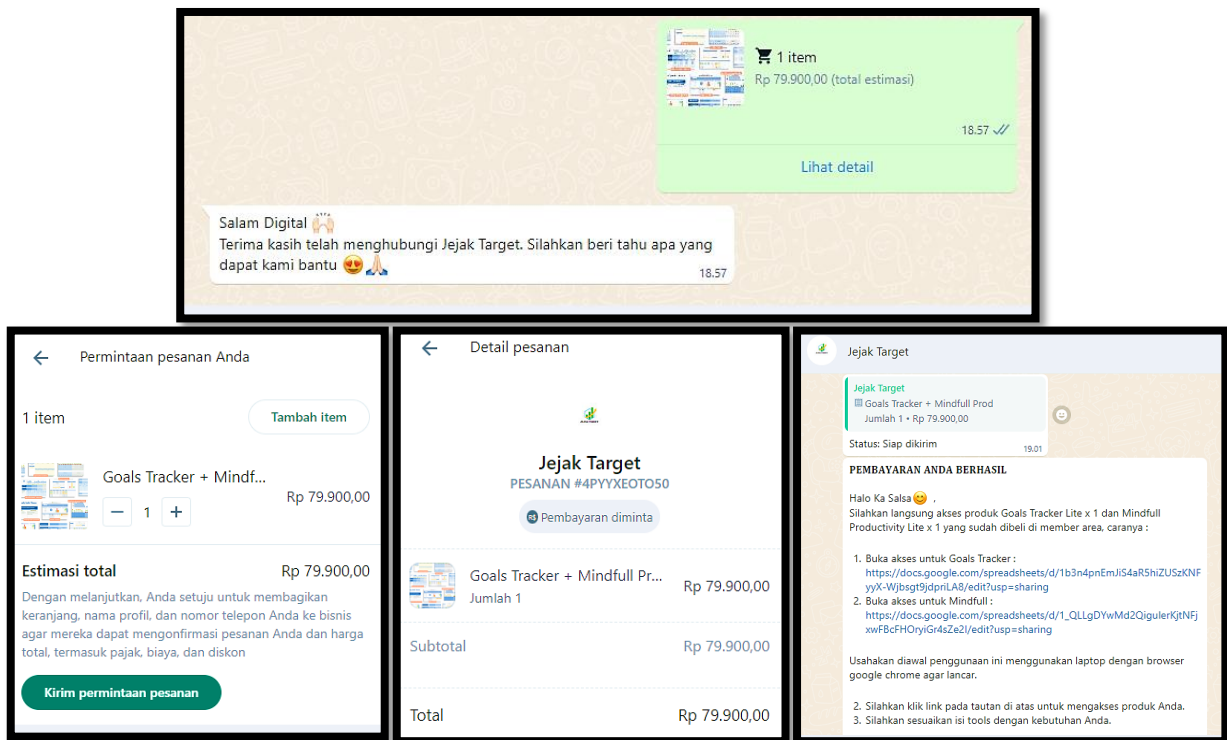 1 item
Rp 79.900,00 (total estimasi)
18.57
Lihat detail
Salam Digital 🙌🏻
Terima kasih telah menghubungi Jejak Target. Silahkan beri tahu apa yang
dapat kami bantu 😍🙏🏻
18.57
Permintaan pesanan Anda
1 item
Tambah item
Goals Tracker + Mindf...
Rp 79.900,00
− 1 +
Estimasi total
Rp 79.900,00
Dengan melanjutkan, Anda setuju untuk membagikan
keranjang, nama profil, dan nomor telepon Anda ke bisnis
agar mereka dapat mengonfirmasi pesanan Anda dan harga
total, termasuk pajak, biaya, dan diskon
Kirim permintaan pesanan
Detail pesanan
Jejak Target
PESANAN #4PYYXEOTO50
R$ Pembayaran diminta
Goals Tracker + Mindfull Pr...
Rp 79.900,00
Jumlah 1
Subtotal
Rp 79.900,00
Total
Rp 79.900,00
Jejak Target
Jejak Target
Goals Tracker + Mindfull Prod
Jumlah 1 • Rp 79.900,00
Status: Siap dikirim
19.01
PEMBAYARAN ANDA BERHASIL
Halo Ka Salsa😊 ,
Silahkan langsung akses produk Goals Tracker Lite x 1 dan Mindfull
Productivity Lite x 1 yang sudah dibeli di member area, caranya :
1. Buka akses untuk Goals Tracker :
https://docs.google.com/spreadsheets/d/1b3n4pnEmJiS4aR5hiZUSzKNF
yyX-Wjbsgt9jdpriLA8/edit?usp=sharing
2. Buka akses untuk Mindfull :
https://docs.google.com/spreadsheets/d/1_QLLgDYwMd2QigulerKjtNFj
xwFBcFHOryiGr4sZe2I/edit?usp=sharing
Usahakan diawal penggunaan ini menggunakan laptop dengan browser
google chrome agar lancar.
2. Silahkan klik link pada tautan di atas untuk mengakses produk Anda.
3. Silahkan sesuaikan isi tools dengan kebutuhan Anda.